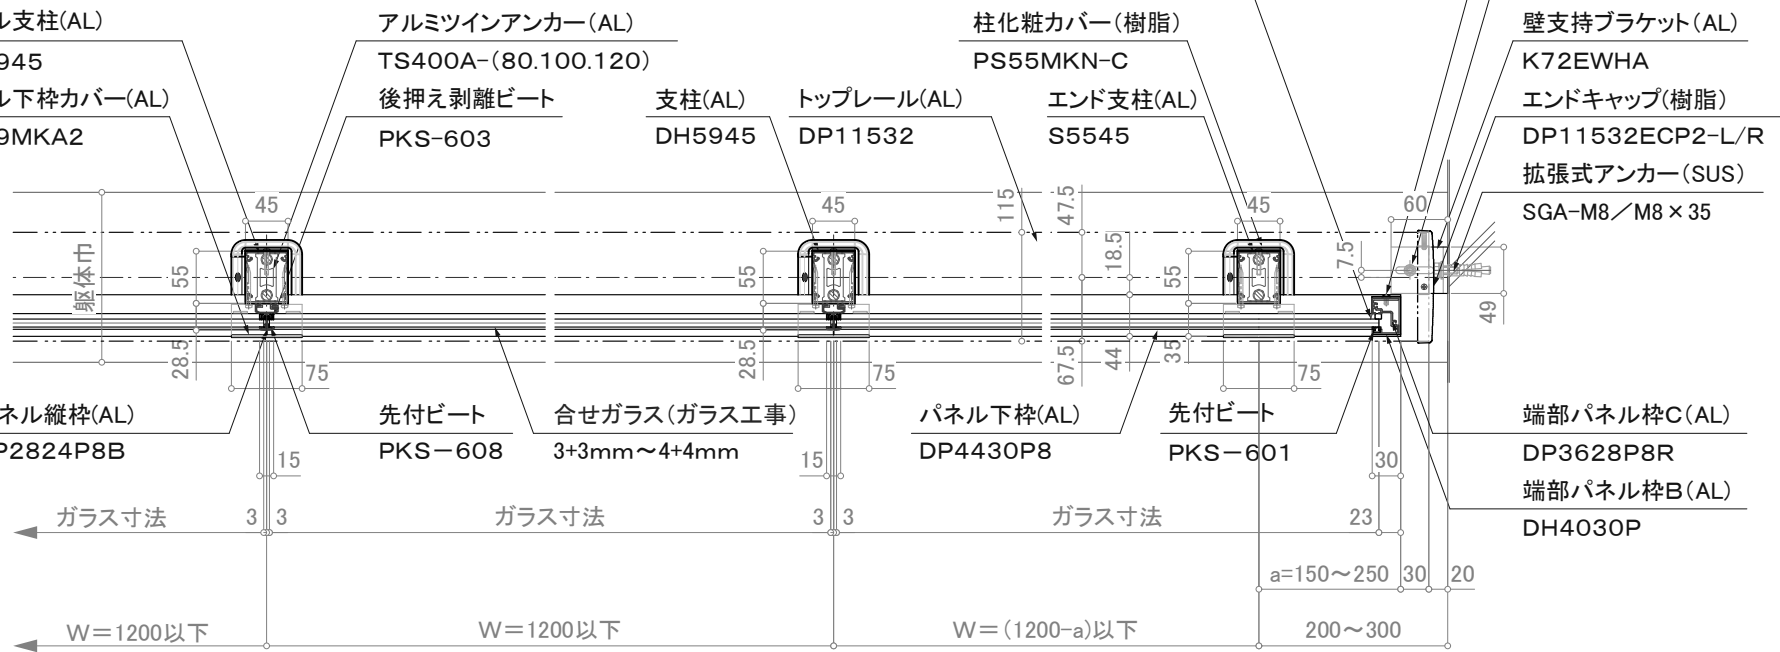 ル支柱(AL)
945
ル下枠カバー(AL)
9MKA2
アルミツインアンカー(AL)
TS400A-(80.100.120)
後押え剥離ビート
PKS-603
支柱(AL)
DH5945
トップレール(AL)
DP11532
柱化粧カバー(樹脂)
PS55MKN-C
エンド支柱(AL)
S5545
壁支持ブラケット(AL)
K72EWHA
エンドキャップ(樹脂)
DP11532ECP2-L/R
拡張式アンカー(SUS)
SGA-M8/M8×35
躯体巾
45
55
28.5
75
45
55
28.5
75
115
47.5
18.5
67.5
44
45
55
35
75
60
7.5
49
ネル縦枠(AL)
P2824P8B
先付ビート
PKS-608
合せガラス(ガラス工事)
3+3mm～4+4mm
パネル下枠(AL)
DP4430P8
先付ビート
PKS-601
端部パネル枠C(AL)
DP3628P8R
端部パネル枠B(AL)
DH4030P
15
15
30
ガラス寸法
3
3
ガラス寸法
3
3
ガラス寸法
23
a=150～250
30
20
W=1200以下
W=1200以下
W=(1200-a)以下
200～300